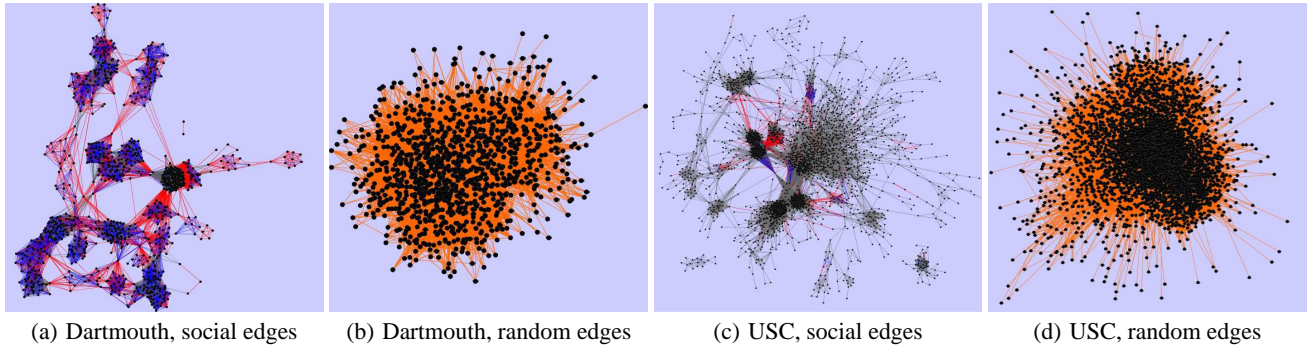 (a) Dartmouth, social edges
(b) Dartmouth, random edges
(c) USC, social edges
(d) USC, random edges